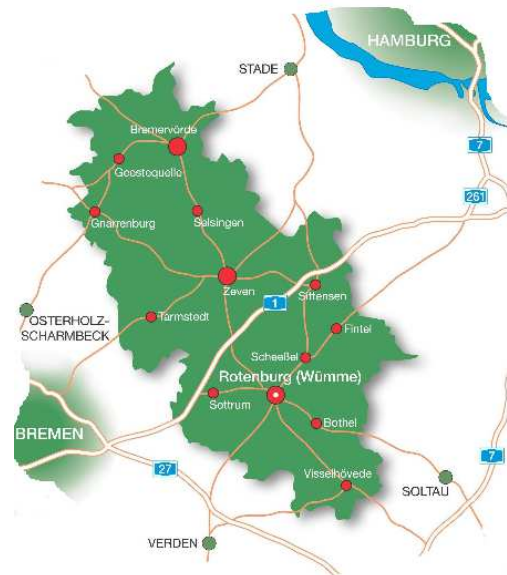 HAMBURG
STADE
Bremervörde
7
Geestequelle
261
Gnarrenburg
Selsingen
Zeven
Sittensen
1
OSTERHOLZ-
SCHARMBECK
Tarmstedt
Fintel
Scheeßel
Rotenburg (Wümme)
Sottrum
Bothel
BREMEN
27
7
Visselhövede
SOLTAU
VERDEN